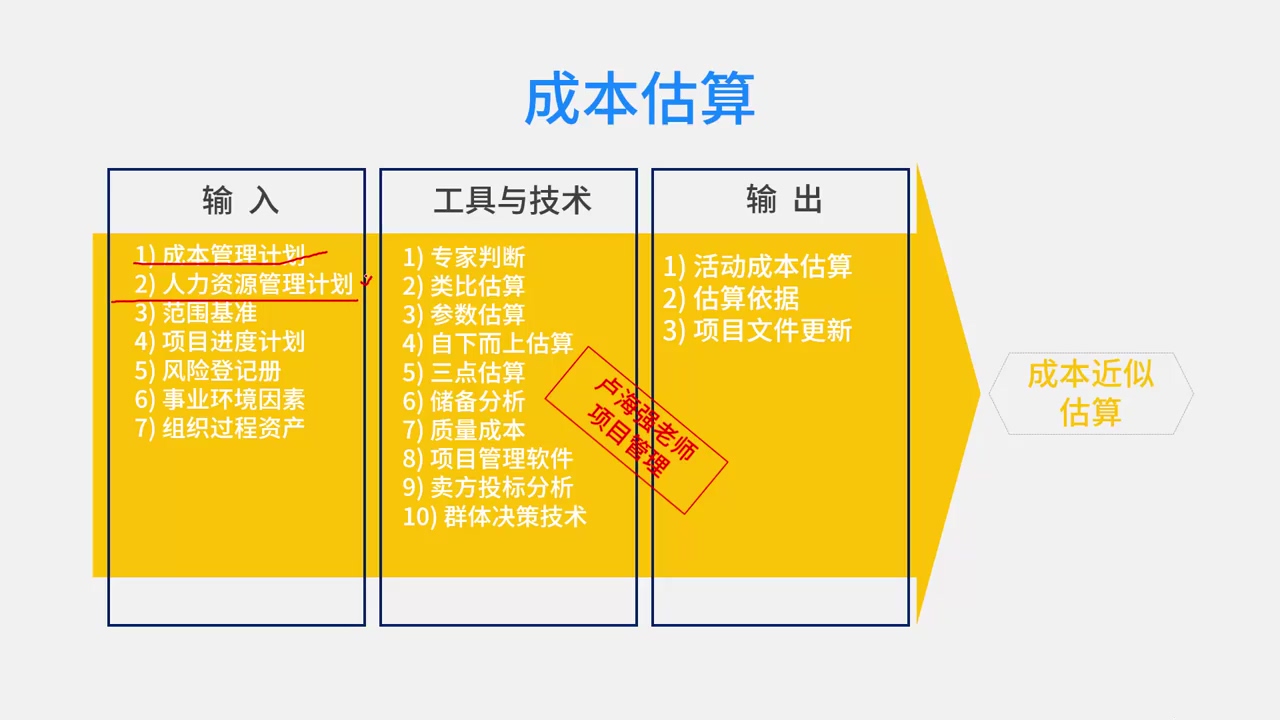 成本估算
输 入
1) 成本管理计划
2) 人力资源管理计划
3) 范围基准
4) 项目进度计划
5) 风险登记册
6) 事业环境因素
7) 组织过程资产
工具与技术
1) 专家判断
2) 类比估算
3) 参数估算
4) 自下而上估算
5) 三点估算
6) 储备分析
7) 质量成本
8) 项目管理软件
9) 卖方投标分析
10) 群体决策技术
输 出
1) 活动成本估算
2) 估算依据
3) 项目文件更新
卢海强老师
项目管理
成本近似
估算